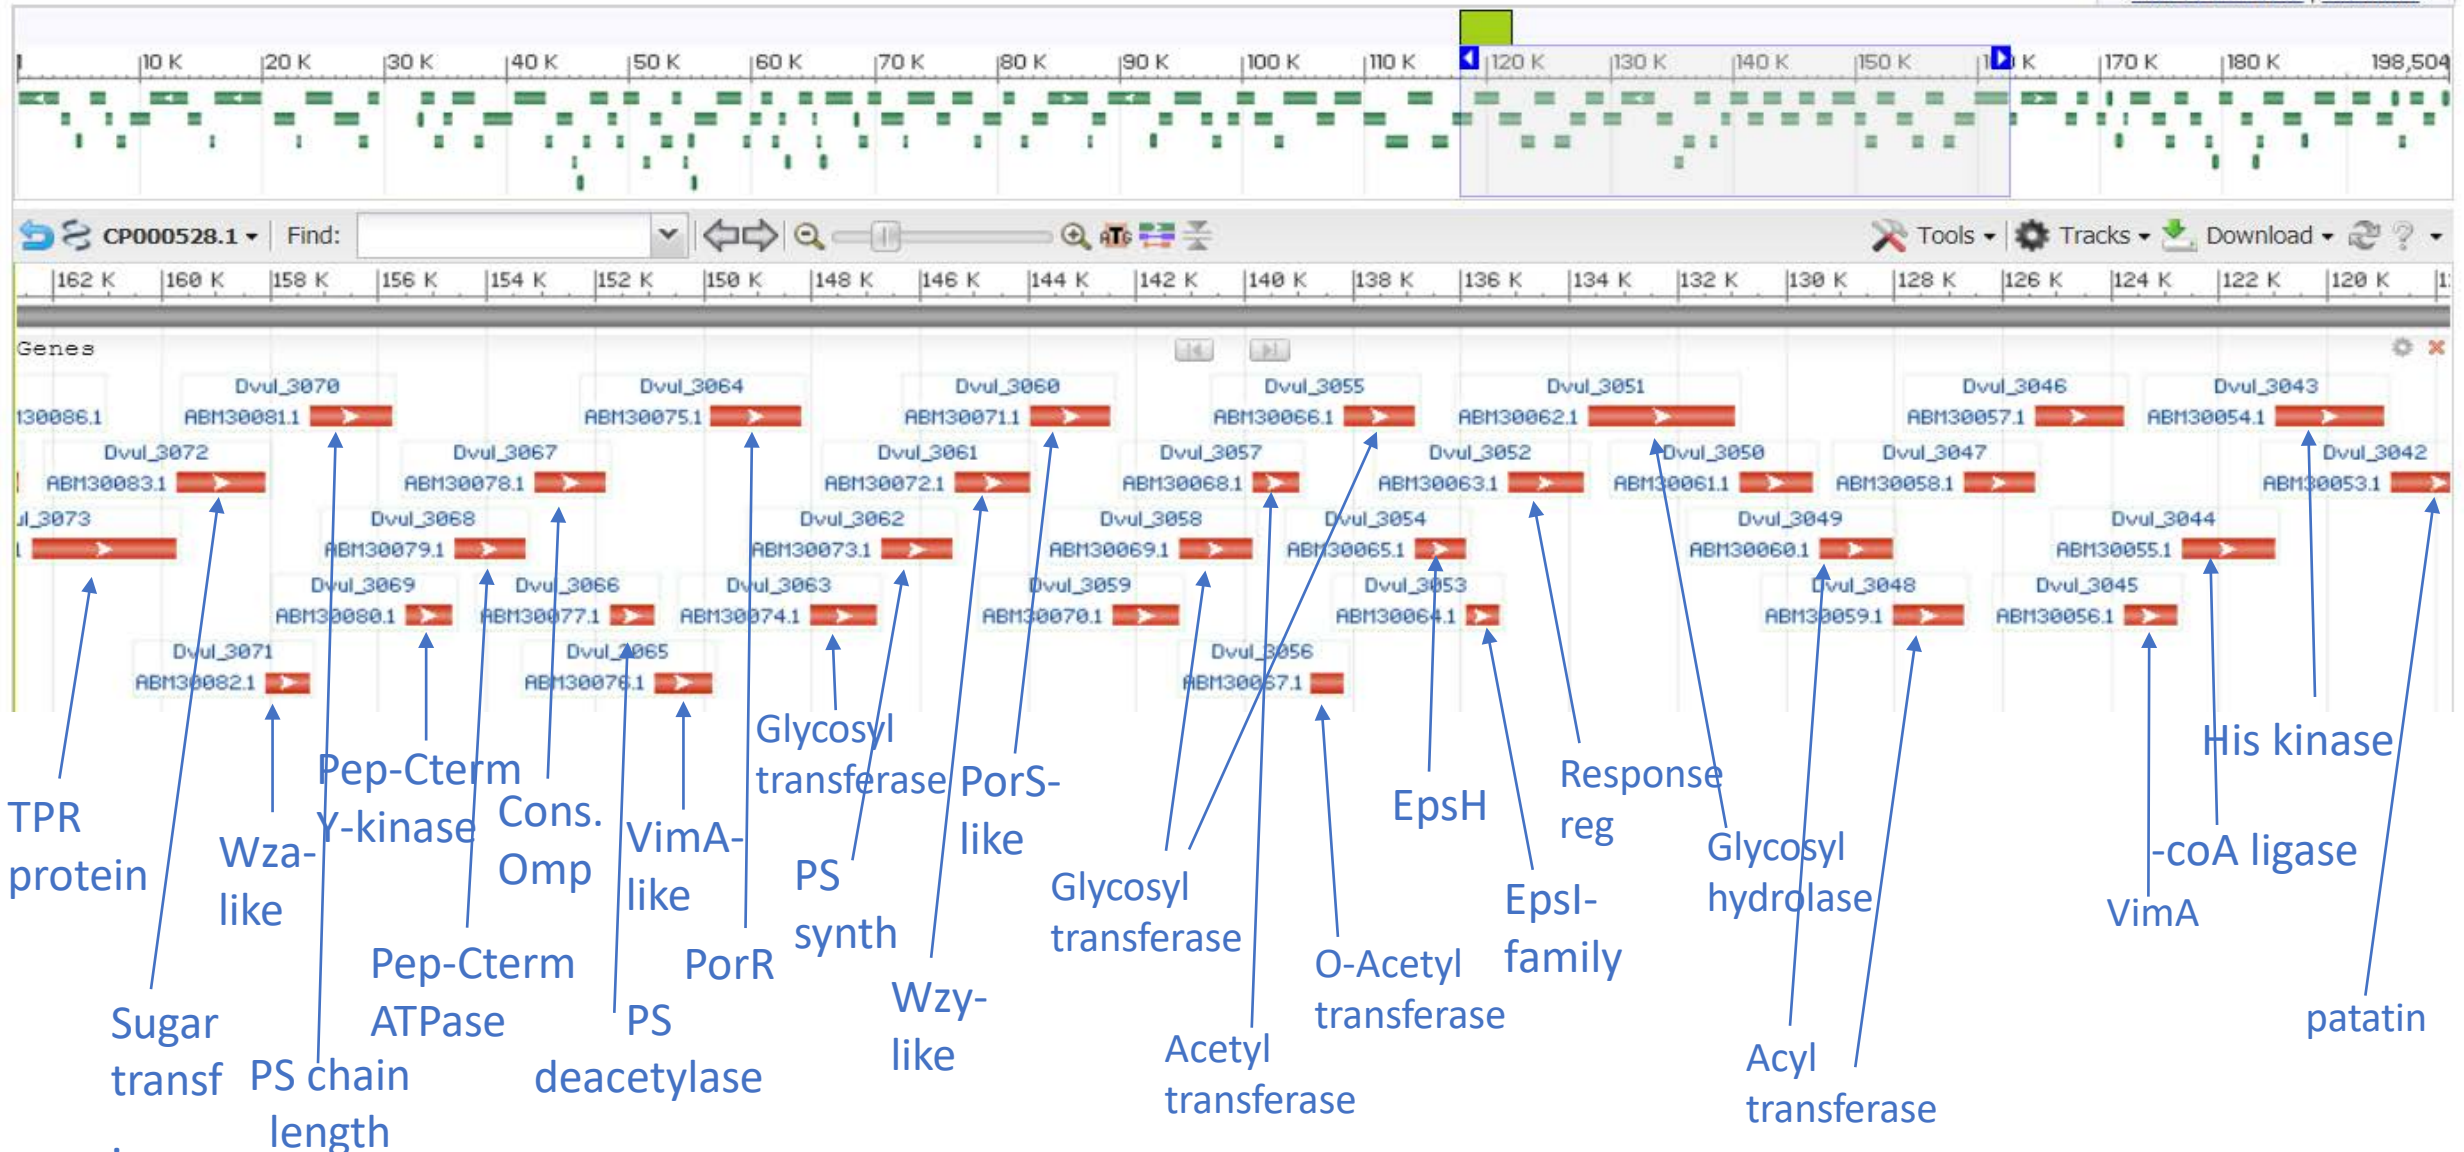 10 K 20 K 30 K 40 K 50 K 60 K 70 K 80 K 90 K 100 K 110 K 120 K 130 K 140 K 150 K 170 K 180 K 198,504
CP000528.1 Find: ATG Tools Tracks Download ?
162 K 160 K 158 K 156 K 154 K 152 K 150 K 148 K 146 K 144 K 142 K 140 K 138 K 136 K 134 K 132 K 130 K 128 K 126 K 124 K 122 K 120 K
Genes
Dvul_3070 Dvul_3064 Dvul_3060 Dvul_3055 Dvul_3051 Dvul_3046 Dvul_3043
130086.1 ABM30081.1 ABM30075.1 ABM30071.1 ABM30066.1 ABM30062.1 ABM30057.1 ABM30054.1
Dvul_3072 Dvul_3067 Dvul_3061 Dvul_3057 Dvul_3052 Dvul_3050 Dvul_3047 Dvul_3042
ABM30083.1 ABM30078.1 ABM30072.1 ABM30068.1 ABM30063.1 ABM30061.1 ABM30058.1 ABM30053.1
ul_3073 Dvul_3068 Dvul_3062 Dvul_3058 Dvul_3054 Dvul_3049 Dvul_3044
ABM30079.1 ABM30073.1 ABM30069.1 ABM30065.1 ABM30060.1 ABM30055.1
Dvul_3069 Dvul_3066 Dvul_3063 Dvul_3059 Dvul_3053 Dvul_3048 Dvul_3045
ABM30080.1 ABM30077.1 ABM30074.1 ABM30070.1 ABM30064.1 ABM30059.1 ABM30056.1
Dvul_3071 Dvul_3065 Dvul_3056
ABM30082.1 ABM30076.1 ABM30067.1
TPR
protein
Sugar
transf
Wza-
like
PS chain
length
Pep-Cterm
Y-kinase
Pep-Cterm
ATPase
Cons.
Omp
PS
deacetylase
VimA-
like
PorR
Glycosyl
transferase
PS
synth
Wzy-
like
PorS-
like
Glycosyl
transferase
Acetyl
transferase
O-Acetyl
transferase
EpsH
EpsI-
family
Response
reg
Glycosyl
hydrolase
Acyl
transferase
VimA
-coA ligase
His kinase
patatin